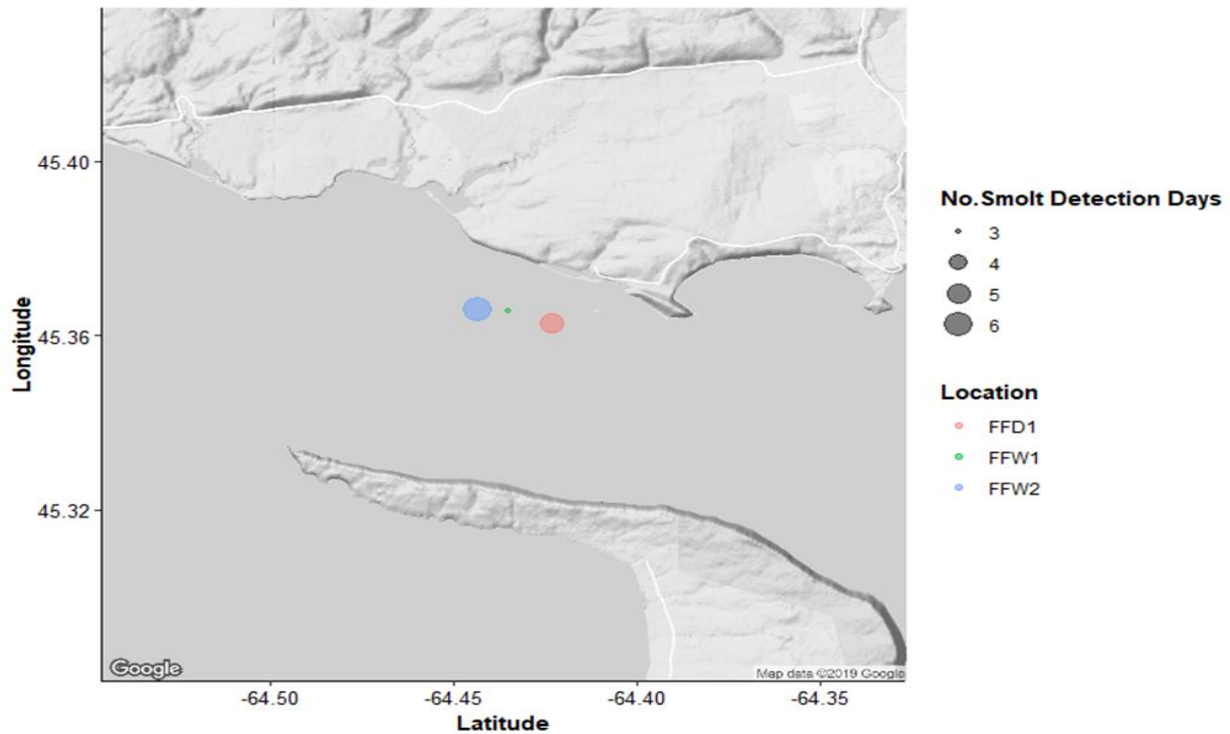 45.40
45.36
45.32
Longitude
-64.50
-64.45
-64.40
-64.35
Latitude
Google
Map data ©2019 Google
No.Smolt Detection Days
3
4
5
6
Location
FFD1
FFW1
FFW2